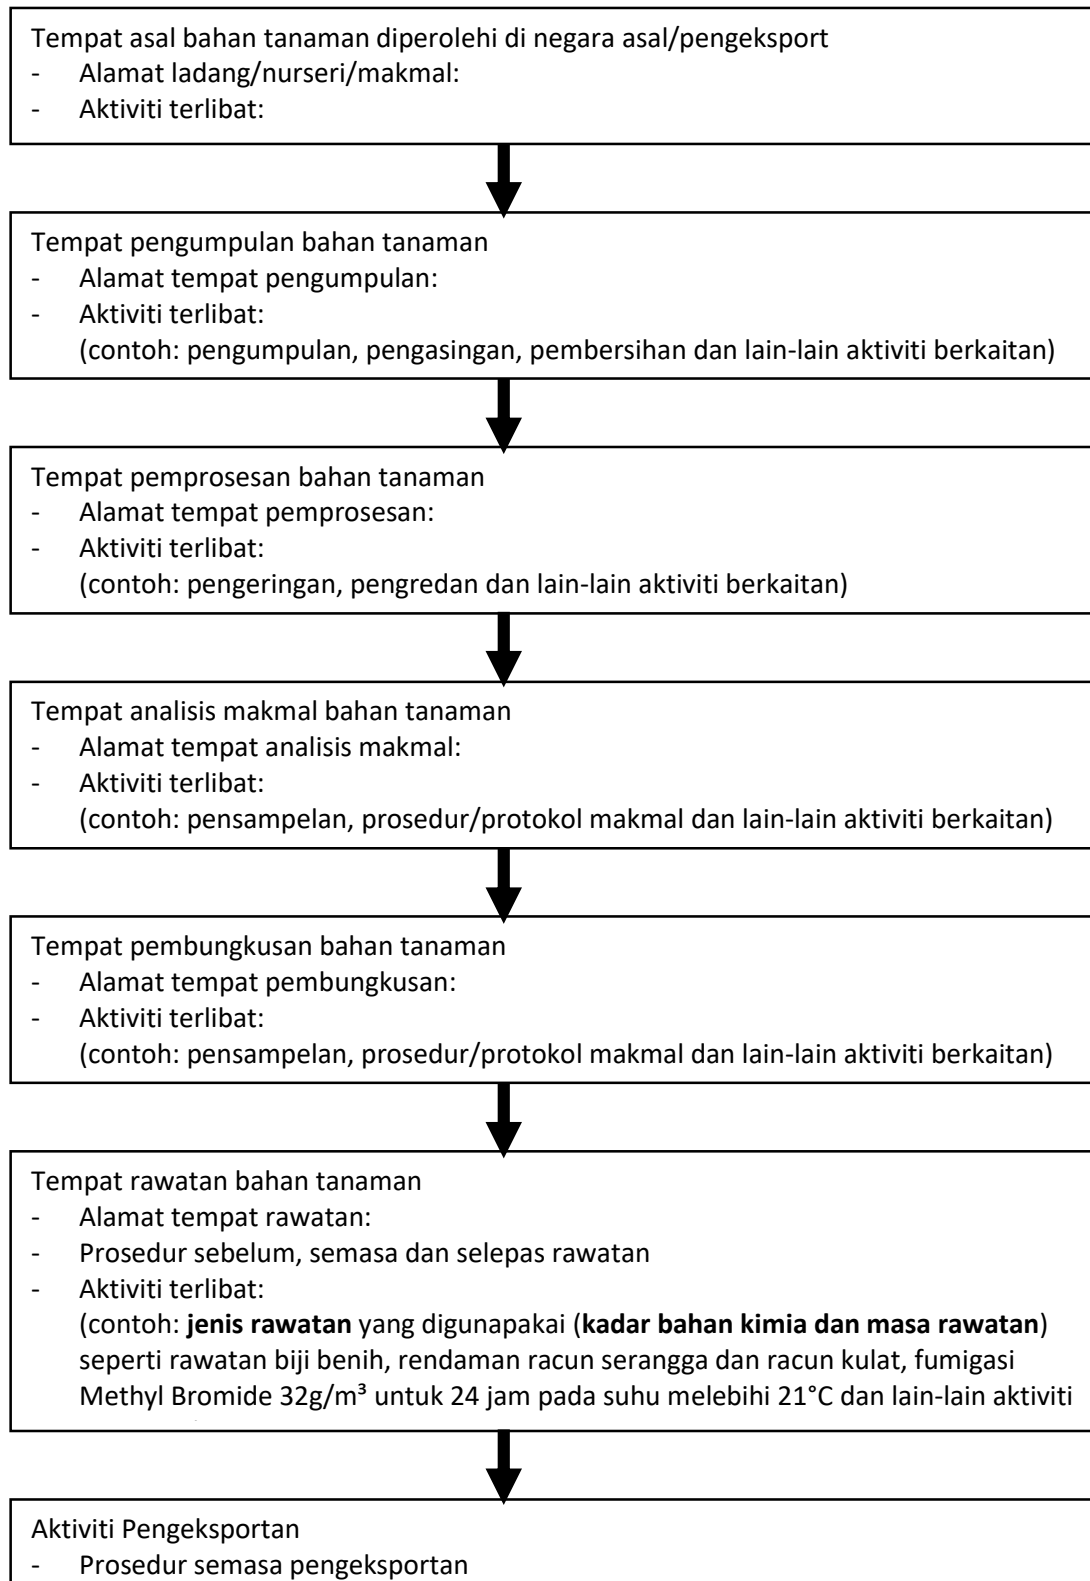 Tempat asal bahan tanaman diperolehi di negara asal/pengeksport
- Alamat ladang/nurseri/makmal:
- Aktiviti terlibat:
Tempat pengumpulan bahan tanaman
- Alamat tempat pengumpulan:
- Aktiviti terlibat:
(contoh: pengumpulan, pengasingan, pembersihan dan lain-lain aktiviti berkaitan)
Tempat pemprosesan bahan tanaman
- Alamat tempat pemprosesan:
- Aktiviti terlibat:
(contoh: pengeringan, pengredan dan lain-lain aktiviti berkaitan)
Tempat analisis makmal bahan tanaman
- Alamat tempat analisis makmal:
- Aktiviti terlibat:
(contoh: pensampelan, prosedur/protokol makmal dan lain-lain aktiviti berkaitan)
Tempat pembungkusan bahan tanaman
- Alamat tempat pembungkusan:
- Aktiviti terlibat:
(contoh: pensampelan, prosedur/protokol makmal dan lain-lain aktiviti berkaitan)
Tempat rawatan bahan tanaman
- Alamat tempat rawatan:
- Prosedur sebelum, semasa dan selepas rawatan
- Aktiviti terlibat:
(contoh: jenis rawatan yang digunapakai (kadar bahan kimia dan masa rawatan)
seperti rawatan biji benih, rendaman racun serangga dan racun kulat, fumigasi
Methyl Bromide 32g/m³ untuk 24 jam pada suhu melebihi 21°C dan lain-lain aktiviti
Aktiviti Pengeksportan
- Prosedur semasa pengeksportan